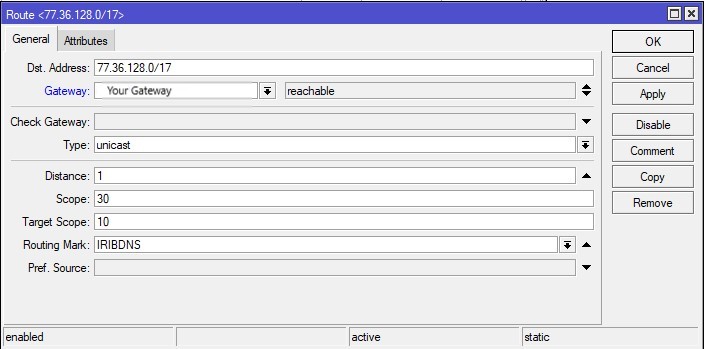 Route <77.36.128.0/17>
General Attributes
Dst. Address: 77.36.128.0/17
Gateway: Your Gateway reachable
Check Gateway:
Type: unicast
Distance: 1
Scope: 30
Target Scope: 10
Routing Mark: IRIBDNS
Pref. Source:
OK
Cancel
Apply
Disable
Comment
Copy
Remove
enabled active static